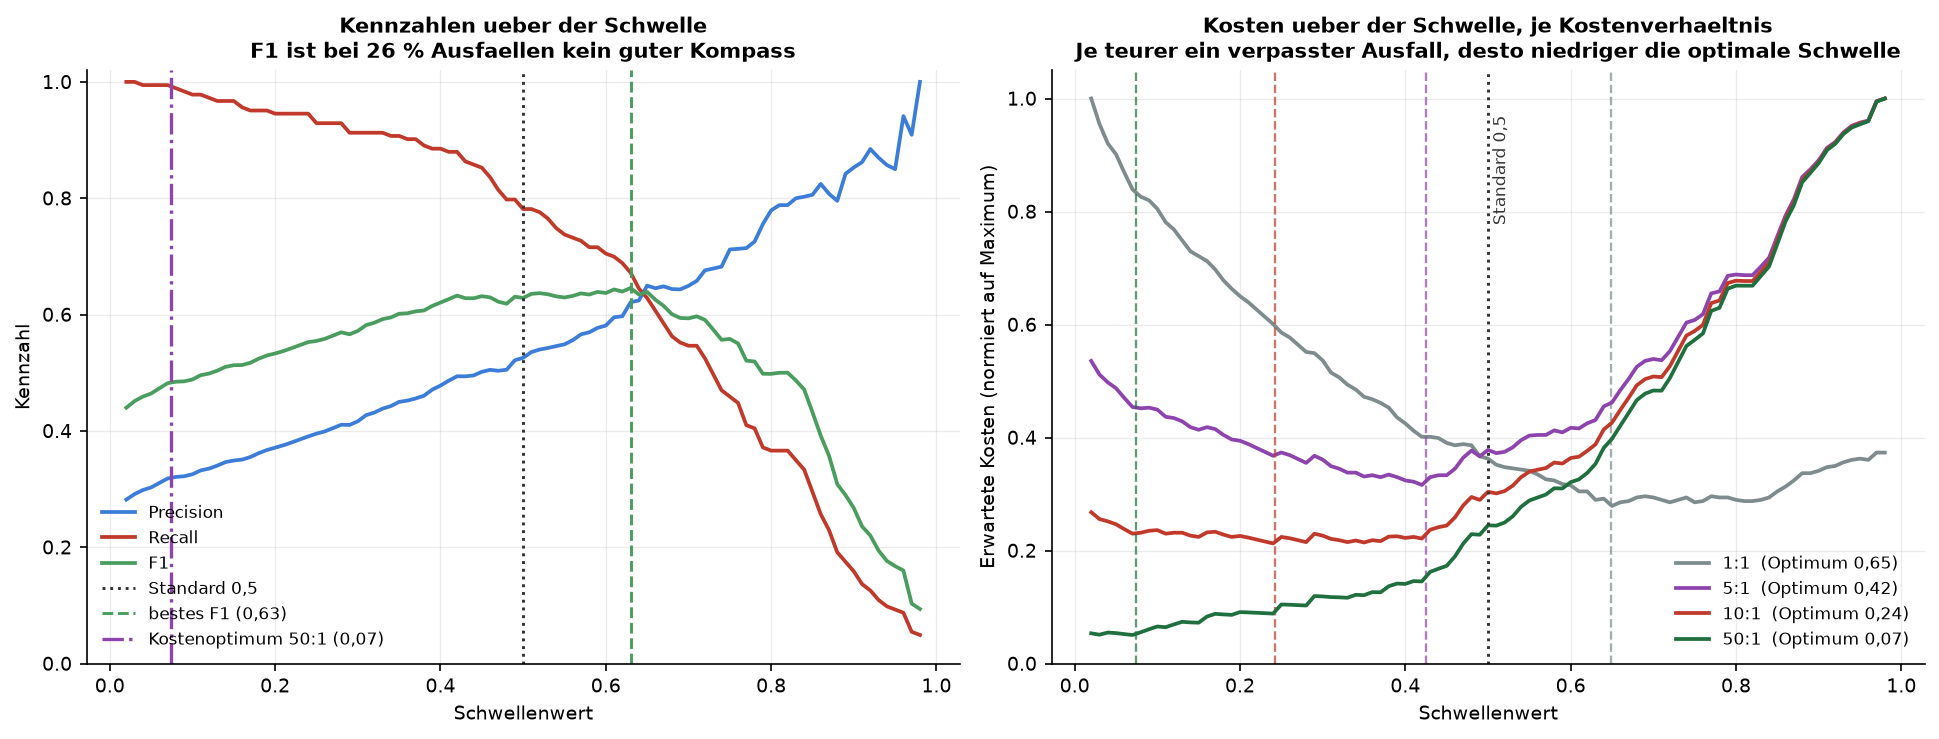 Kennzahlen ueber der Schwelle
F1 ist bei 26 % Ausfaellen kein guter Kompass
Kennzahl
1.0
0.8
0.6
0.4
0.2
0.0
Precision
Recall
F1
Standard 0,5
bestes F1 (0,63)
Kostenoptimum 50:1 (0,07)
0.0 0.2 0.4 0.6 0.8 1.0
Schwellenwert
Kosten ueber der Schwelle, je Kostenverhaeltnis
Je teurer ein verpasster Ausfall, desto niedriger die optimale Schwelle
Erwartete Kosten (normiert auf Maximum)
1.0
0.8
0.6
0.4
0.2
0.0
Standard 0,5
1:1 (Optimum 0,65)
5:1 (Optimum 0,42)
10:1 (Optimum 0,24)
50:1 (Optimum 0,07)
0.0 0.2 0.4 0.6 0.8 1.0
Schwellenwert